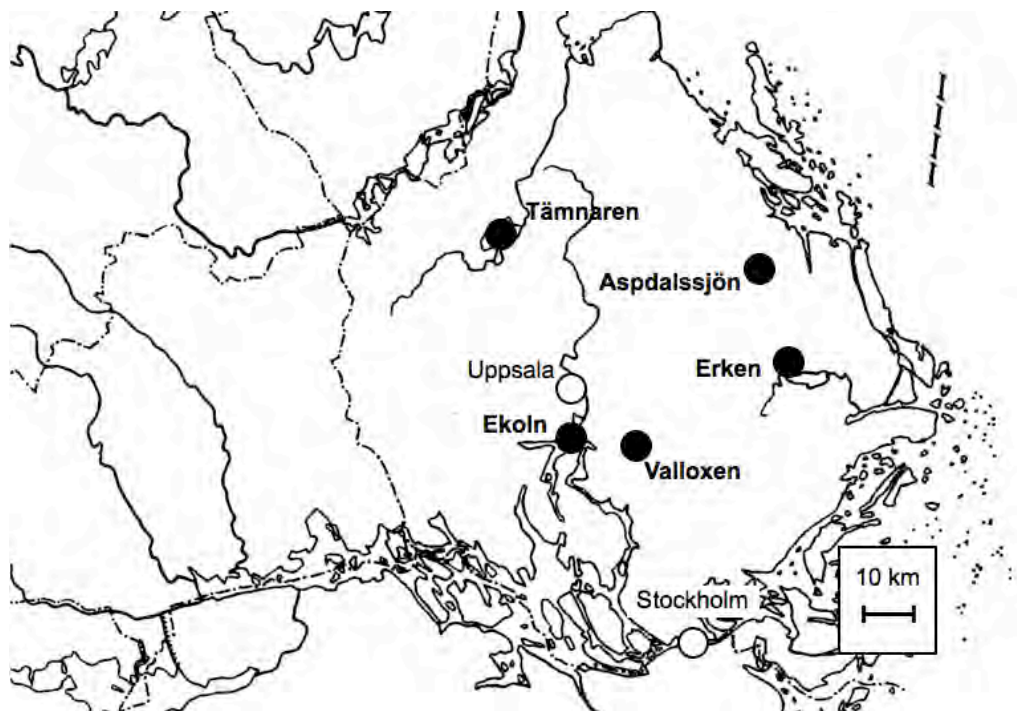 Tämnaren
Aspdalssjön
Uppsala
Erken
Ekoln
Valloxen
10 km
Stockholm